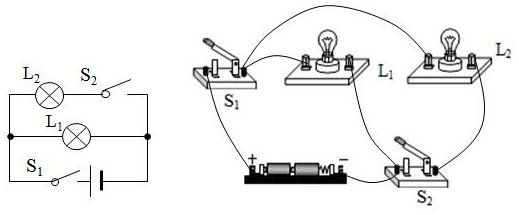 L₂
S₂
L₁
S₁
S₁
L₁
L₂
+
−
S₂